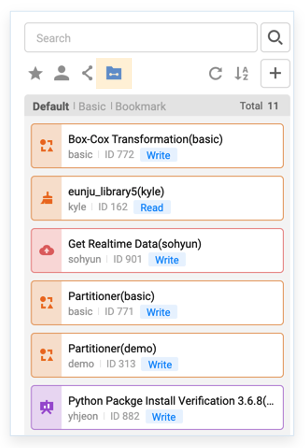 Search
Default | Basic | Bookmark Total 11
Box-Cox Transformation(basic)
basic | ID 772 Write
eunju_library5(kyle)
kyle | ID 162 Read
Get Realtime Data(sohyun)
sohyun | ID 901 Write
Partitioner(basic)
basic | ID 771 Write
Partitioner(demo)
demo | ID 313 Write
Python Packge Install Verification 3.6.8(...
yhjeon | ID 882 Write